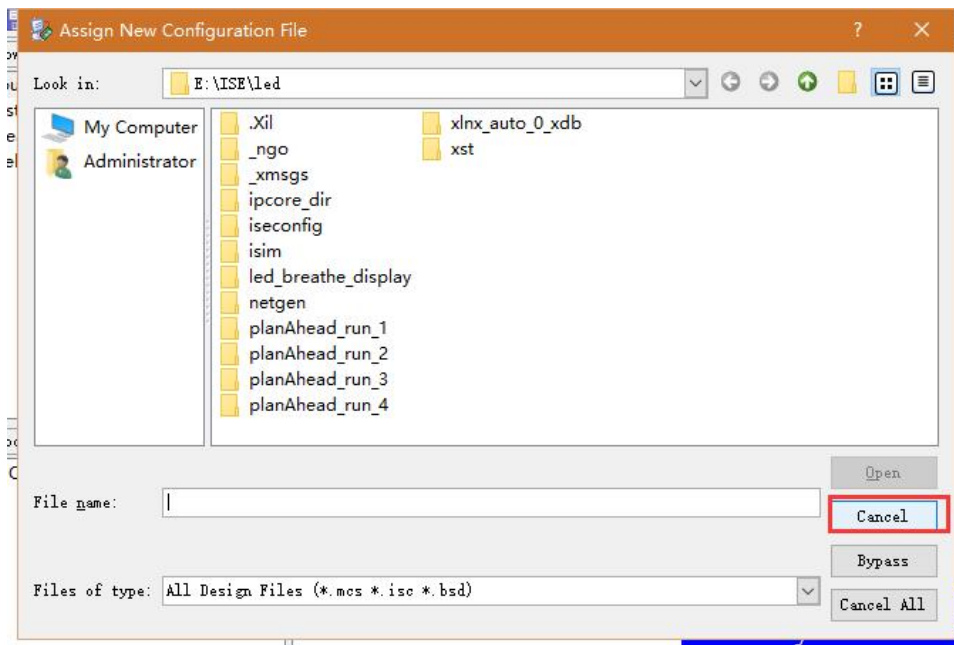 Assign New Configuration File
Look in: E:\ISE\led
My Computer
Administrator
.Xil
_ngo
_xmsgs
ipcore_dir
iseconfig
isim
led_breathe_display
netgen
planAhead_run_1
planAhead_run_2
planAhead_run_3
planAhead_run_4
xlnx_auto_0_xdb
xst
Open
File name:
Cancel
Bypass
Files of type: All Design Files (*.mcs *.isc *.bsd)
Cancel All